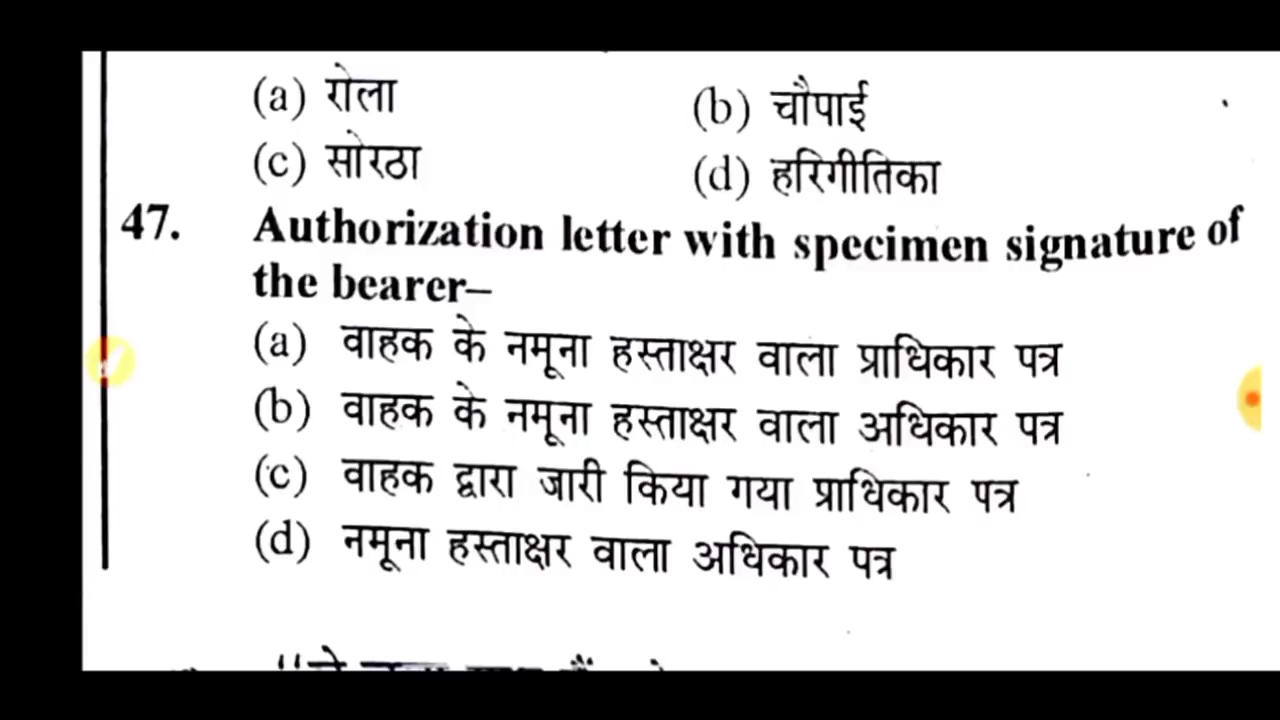 (a) रोला (b) चौपाई
(c) सोरठा (d) हरिगीतिका
47. Authorization letter with specimen signature of
the bearer–
(a) वाहक के नमूना हस्ताक्षर वाला प्राधिकार पत्र
(b) वाहक के नमूना हस्ताक्षर वाला अधिकार पत्र
(c) वाहक द्वारा जारी किया गया प्राधिकार पत्र
(d) नमूना हस्ताक्षर वाला अधिकार पत्र